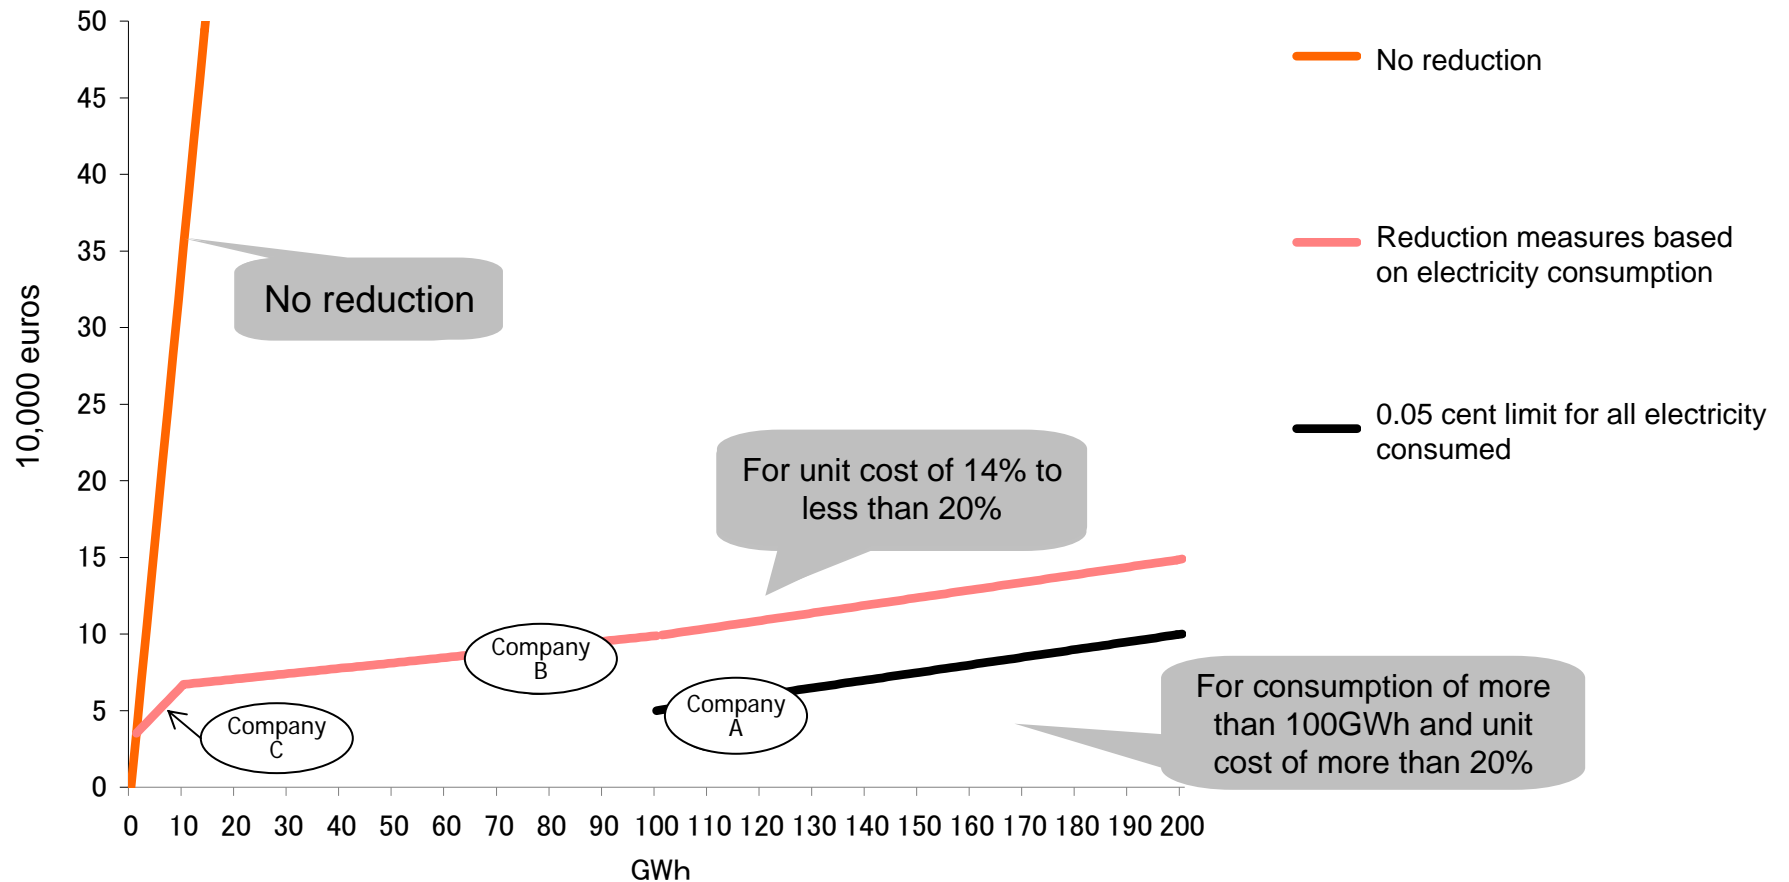 50
45
40
35
30
25
20
15
10
5
0
10,000 euros
0 10 20 30 40 50 60 70 80 90 100 110 120 130 140 150 160 170 180 190 200
GWh
No reduction
For unit cost of 14% to
less than 20%
For consumption of more
than 100GWh and unit
cost of more than 20%
Company
B
Company
A
Company
C
No reduction
Reduction measures based
on electricity consumption
0.05 cent limit for all electricity
consumed